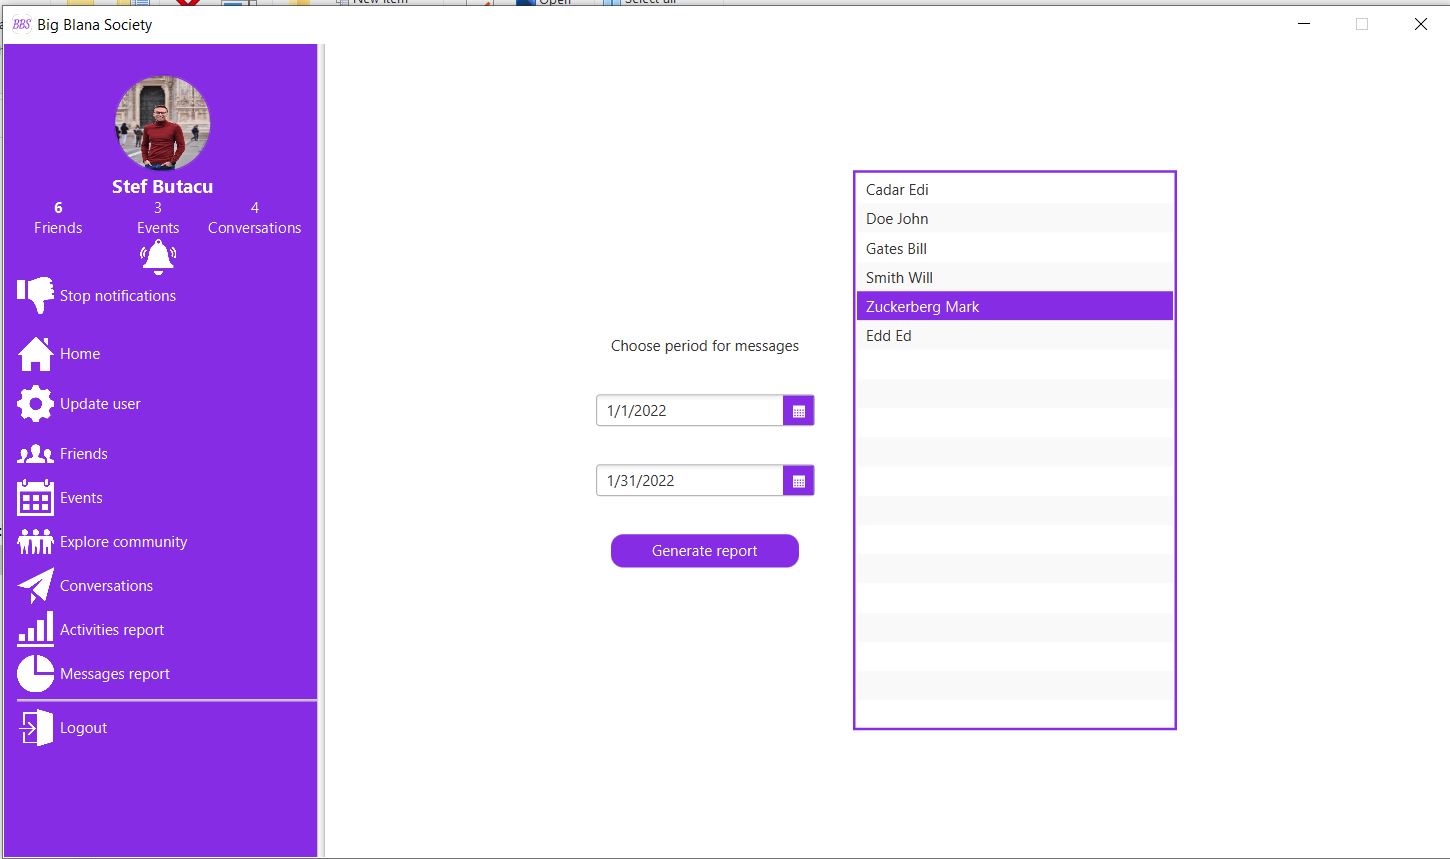 New item
Open
Select all
BBS Big Blana Society
Stef Butacu
6 3 4
Friends Events Conversations
Stop notifications
Home
Update user
Friends
Events
Explore community
Conversations
Activities report
Messages report
Logout
Choose period for messages
1/1/2022
1/31/2022
Generate report
Cadar Edi
Doe John
Gates Bill
Smith Will
Zuckerberg Mark
Edd Ed